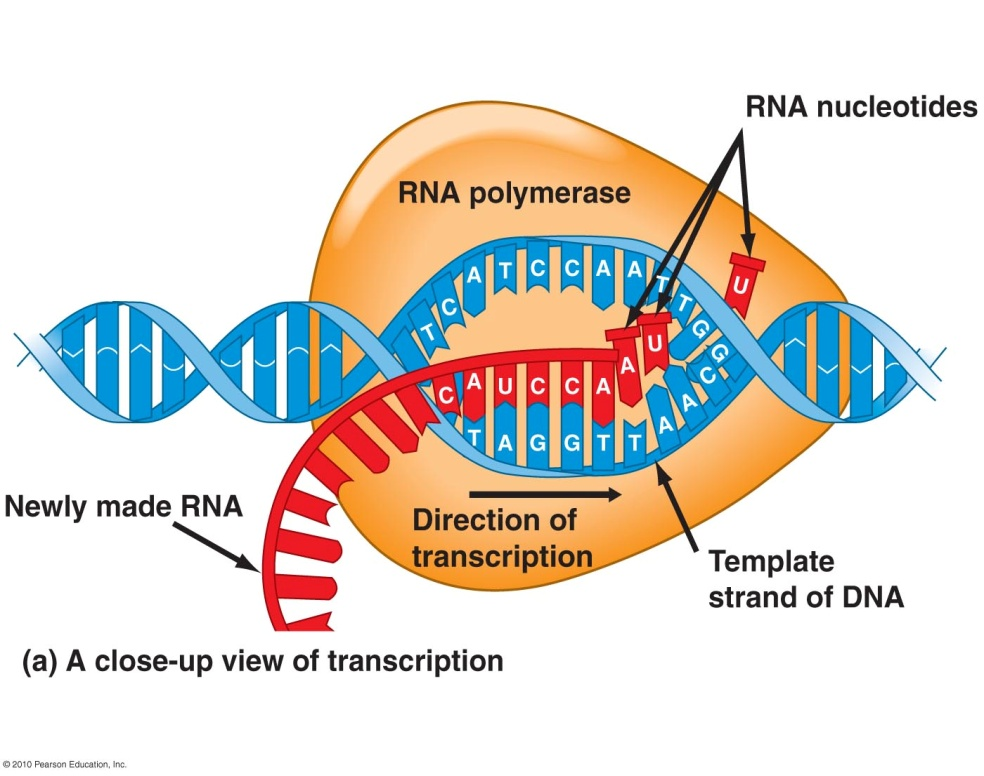 RNA nucleotides
RNA polymerase
T C A T C C A A T T G G
U
C A U C C A A U
T A G G T T A A C
Newly made RNA
Direction of
transcription
Template
strand of DNA
(a) A close-up view of transcription
© 2010 Pearson Education, Inc.